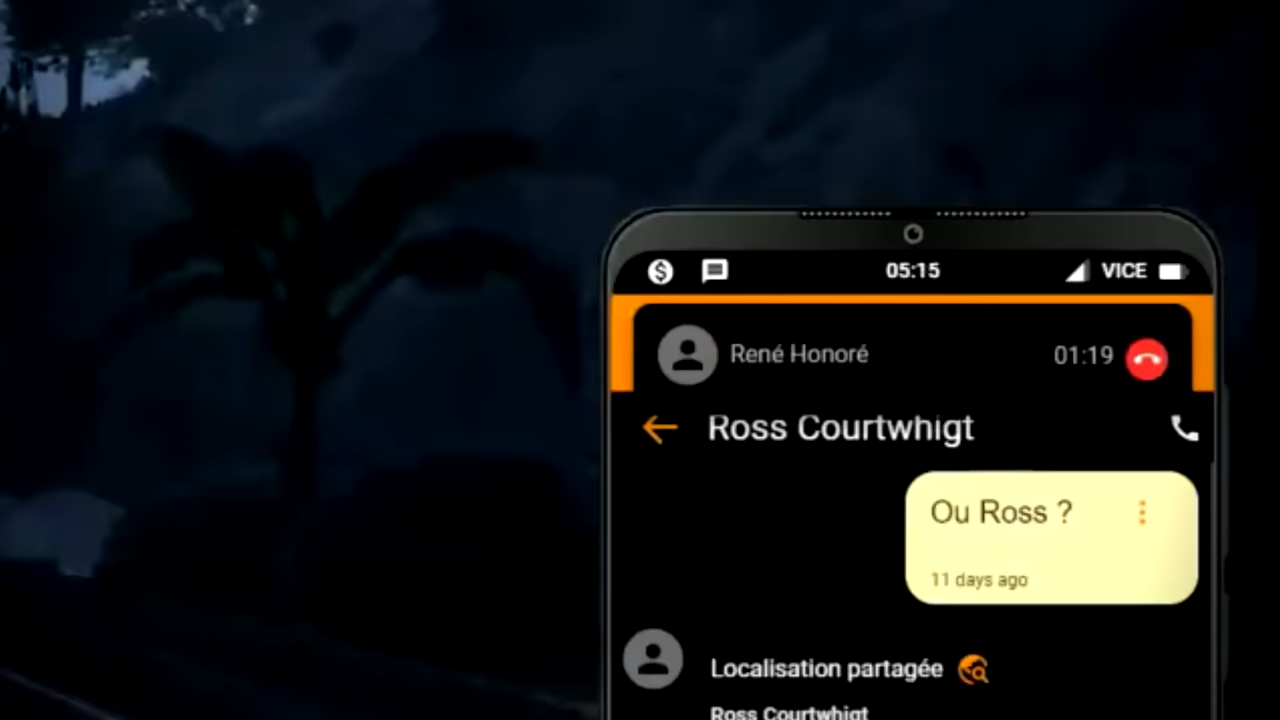 05:15
VICE
René Honoré
01:19
Ross Courtwhigt
Ou Ross ?
11 days ago
Localisation partagée
Ross Courtwhigt